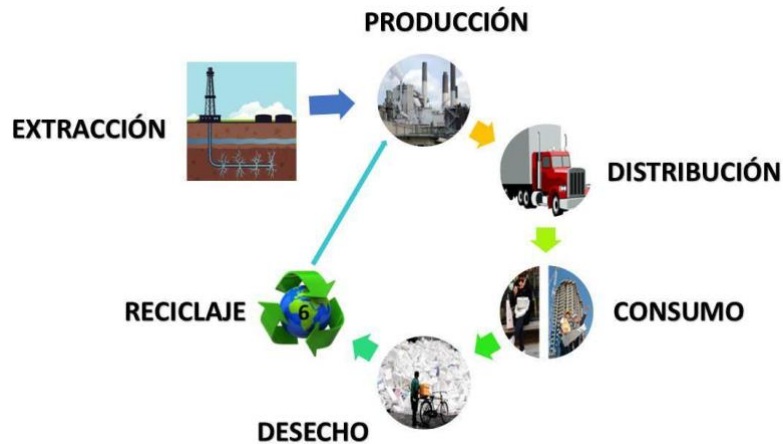 PRODUCCIÓN
EXTRACCIÓN
DISTRIBUCIÓN
RECICLAJE
6
CONSUMO
DESECHO